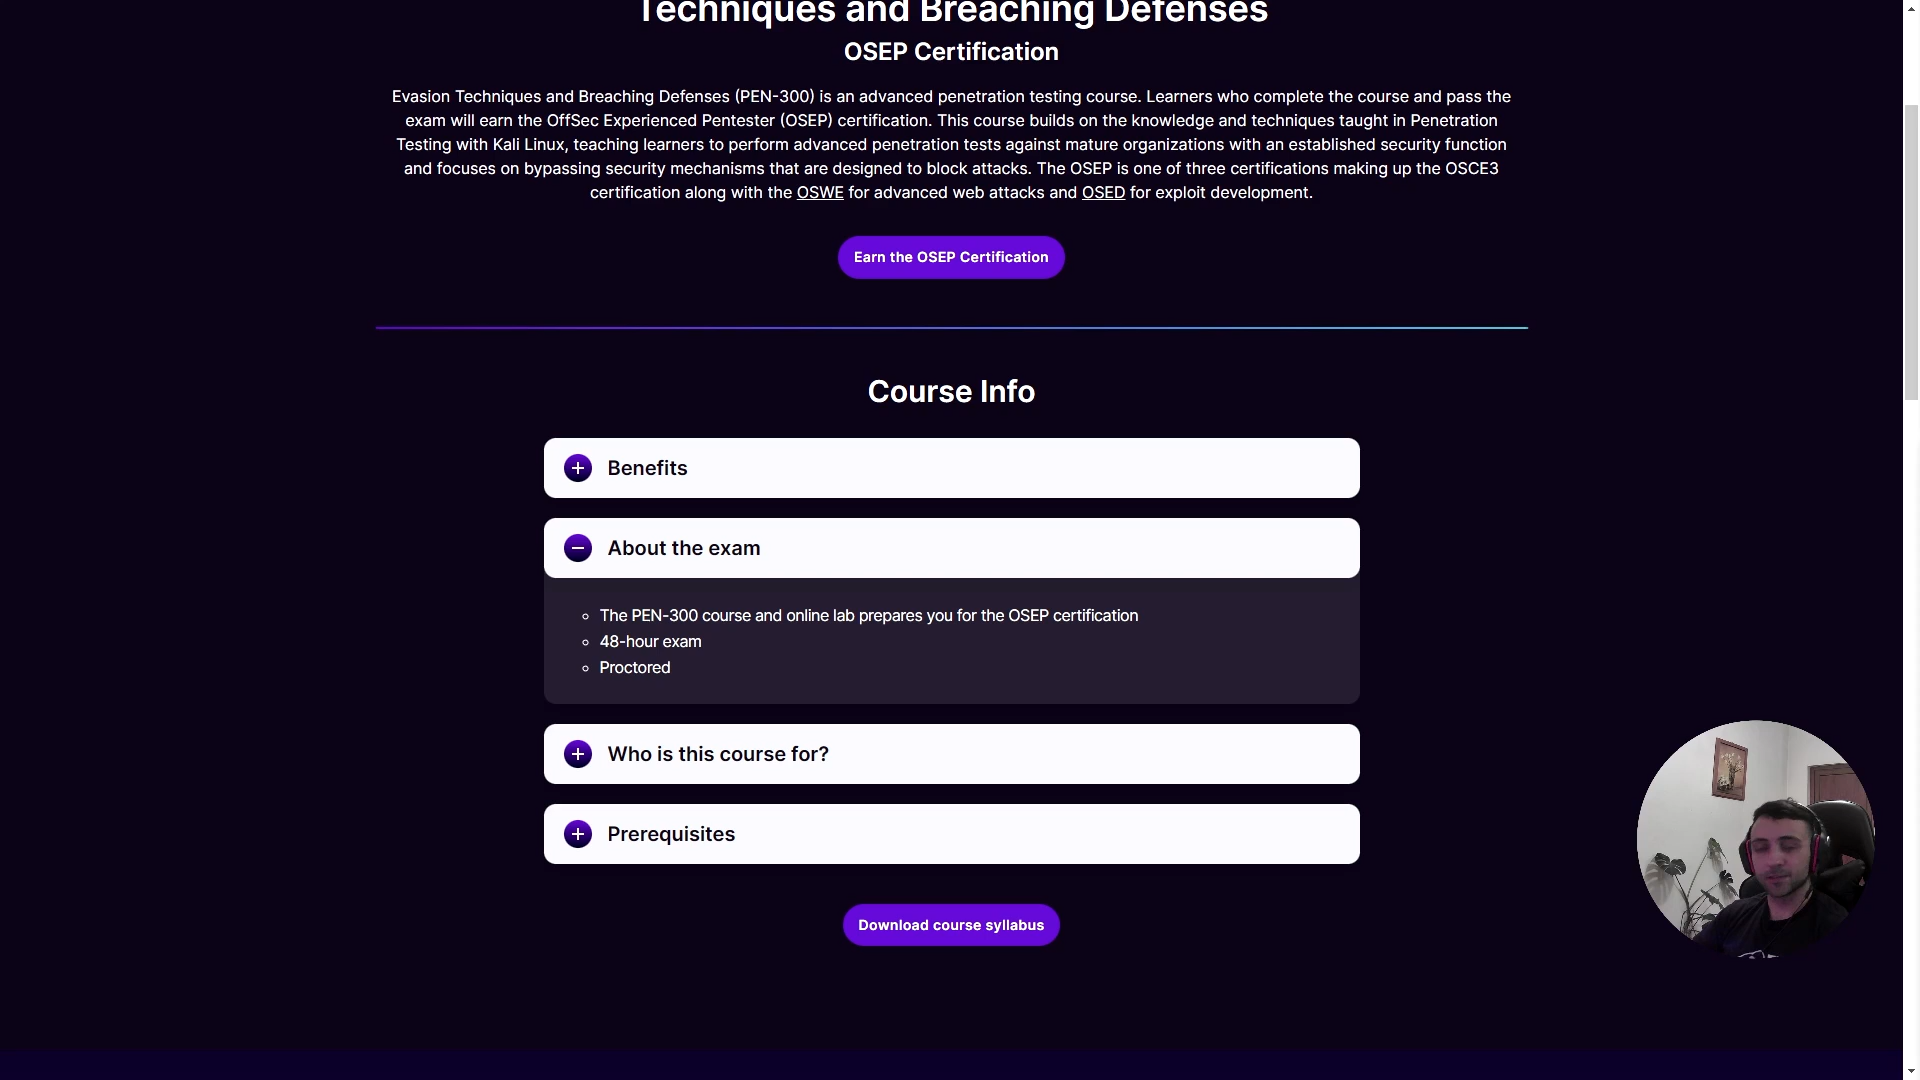 Techniques and Breaching Defenses
OSEP Certification
Evasion Techniques and Breaching Defenses (PEN-300) is an advanced penetration testing course. Learners who complete the course and pass the
exam will earn the OffSec Experienced Pentester (OSEP) certification. This course builds on the knowledge and techniques taught in Penetration
Testing with Kali Linux, teaching learners to perform advanced penetration tests against mature organizations with an established security function
and focuses on bypassing security mechanisms that are designed to block attacks. The OSEP is one of three certifications making up the OSCE3
certification along with the OSWE for advanced web attacks and OSED for exploit development.
Earn the OSEP Certification
Course Info
Benefits
About the exam
The PEN-300 course and online lab prepares you for the OSEP certification
48-hour exam
Proctored
Who is this course for?
Prerequisites
Download course syllabus